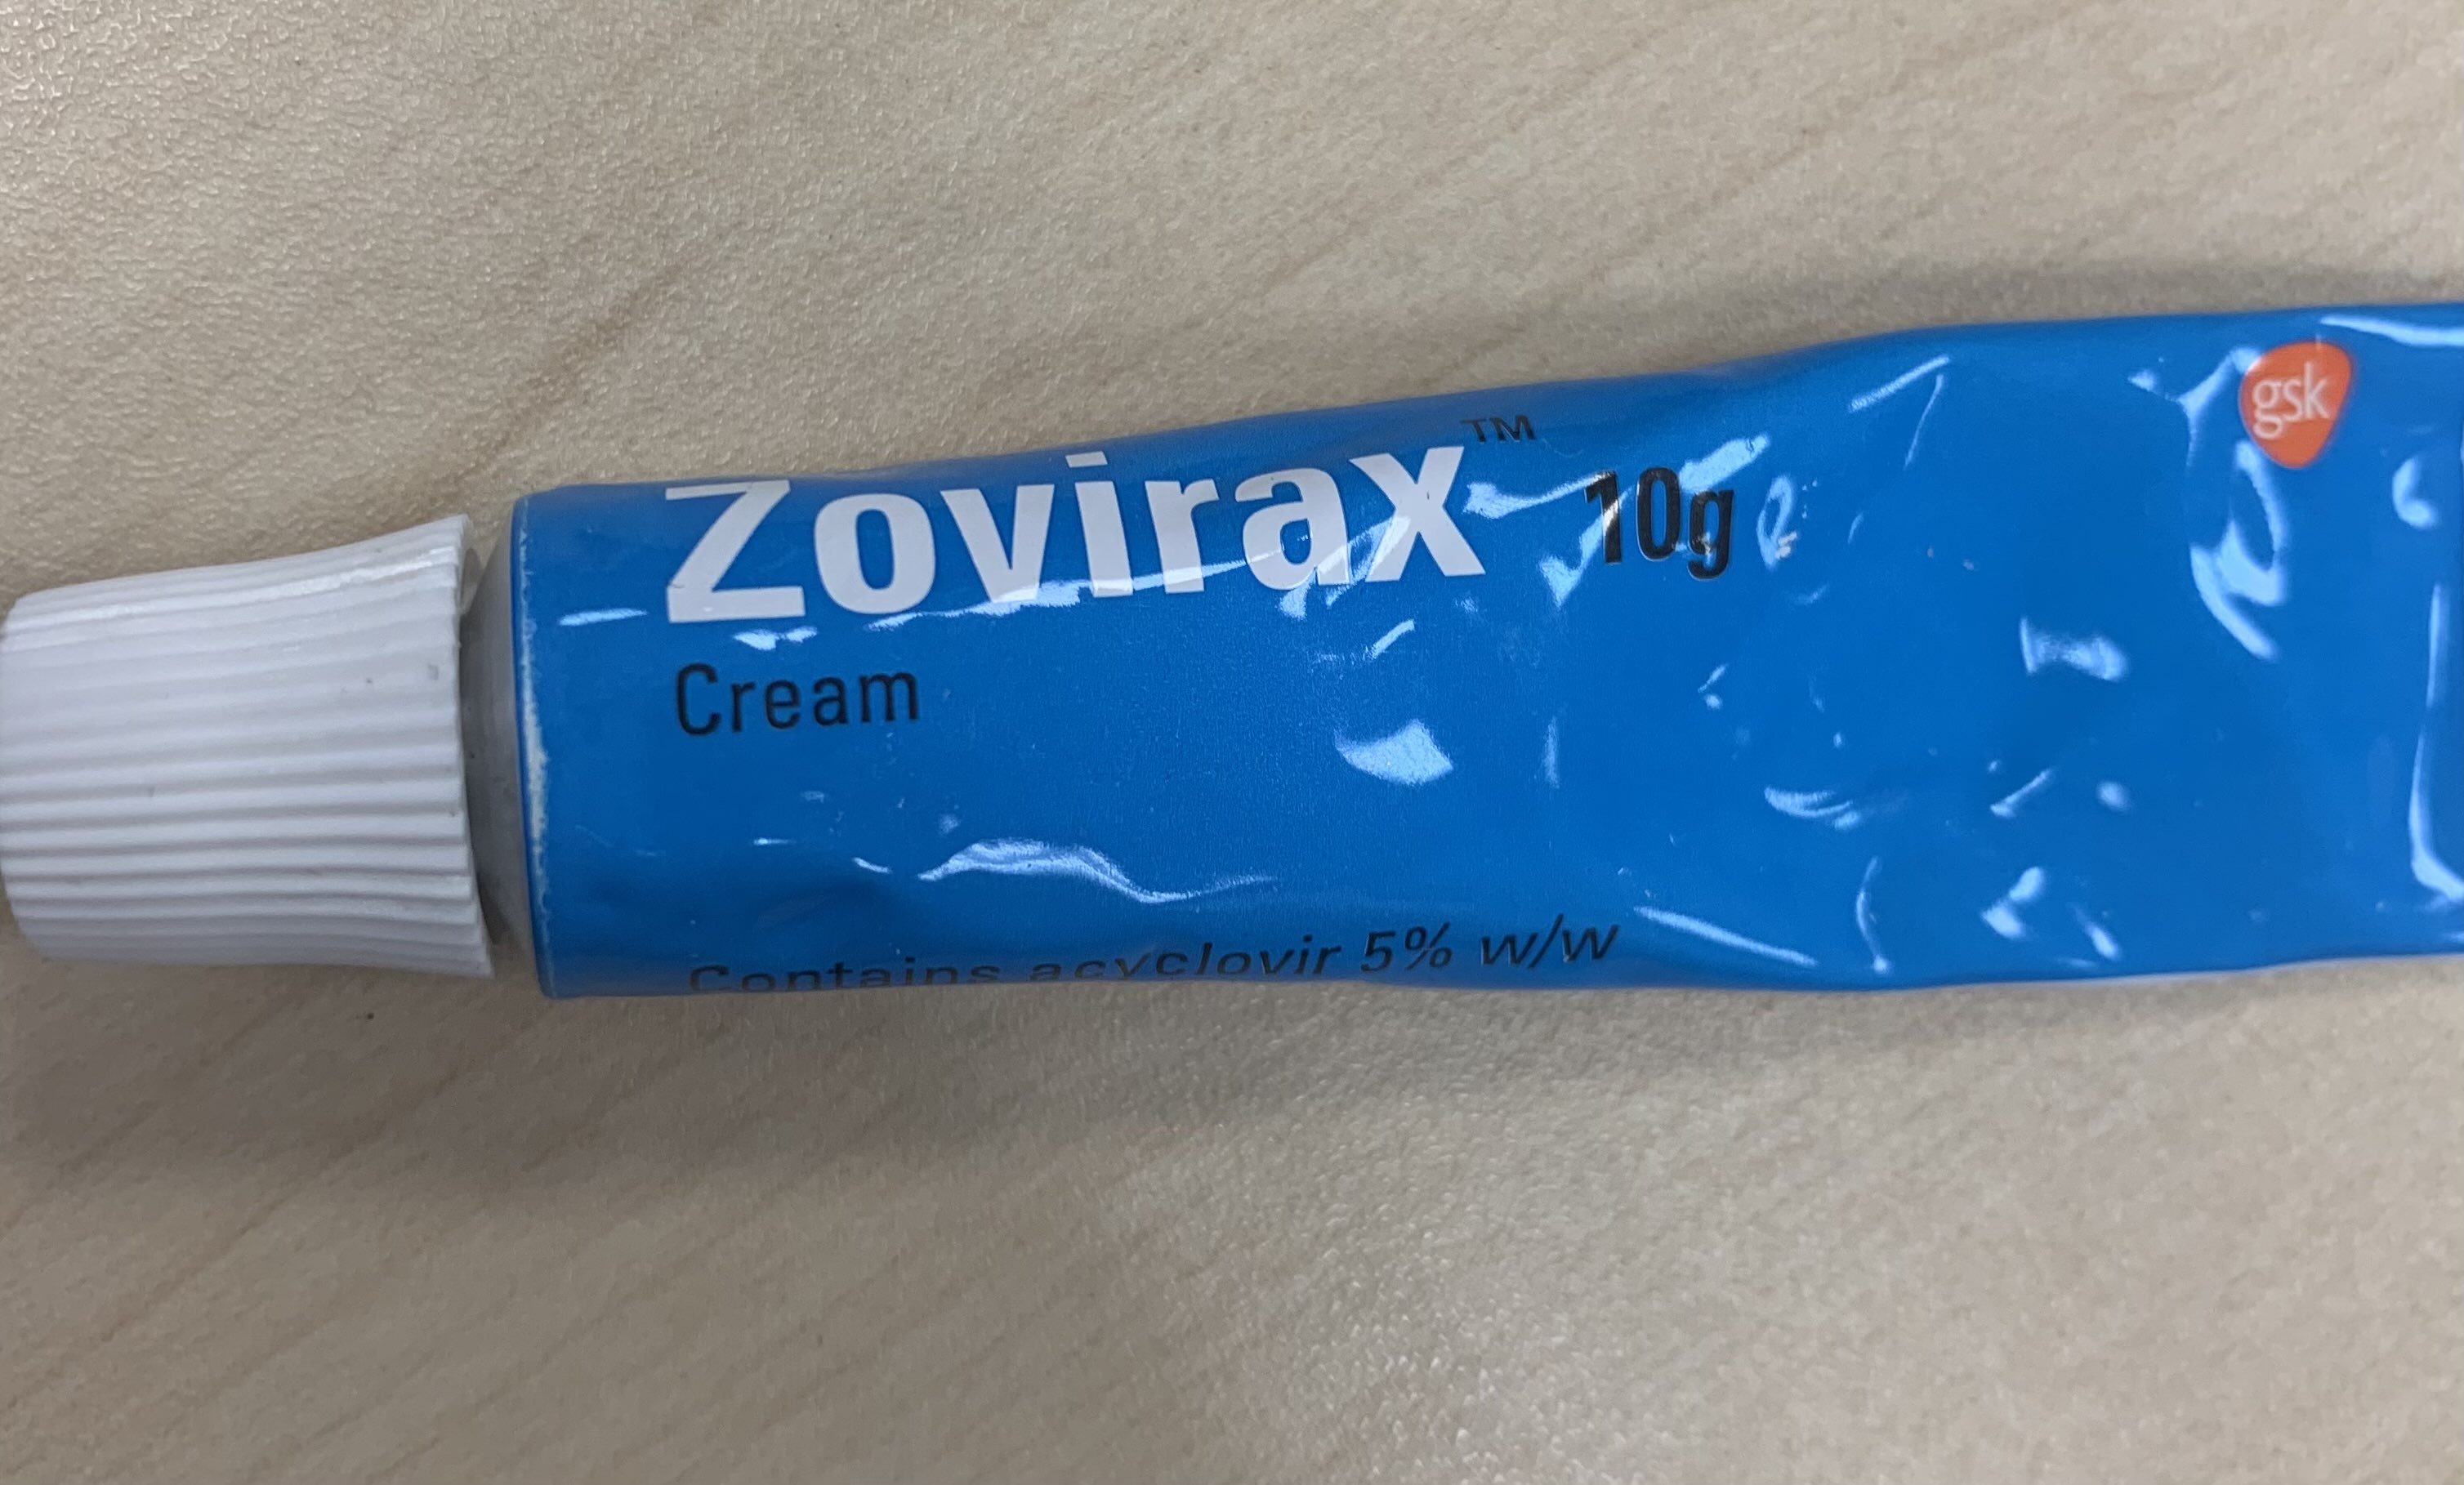 Zovirax™ 10g
Cream
Contains acyclovir 5% w/w
gsk